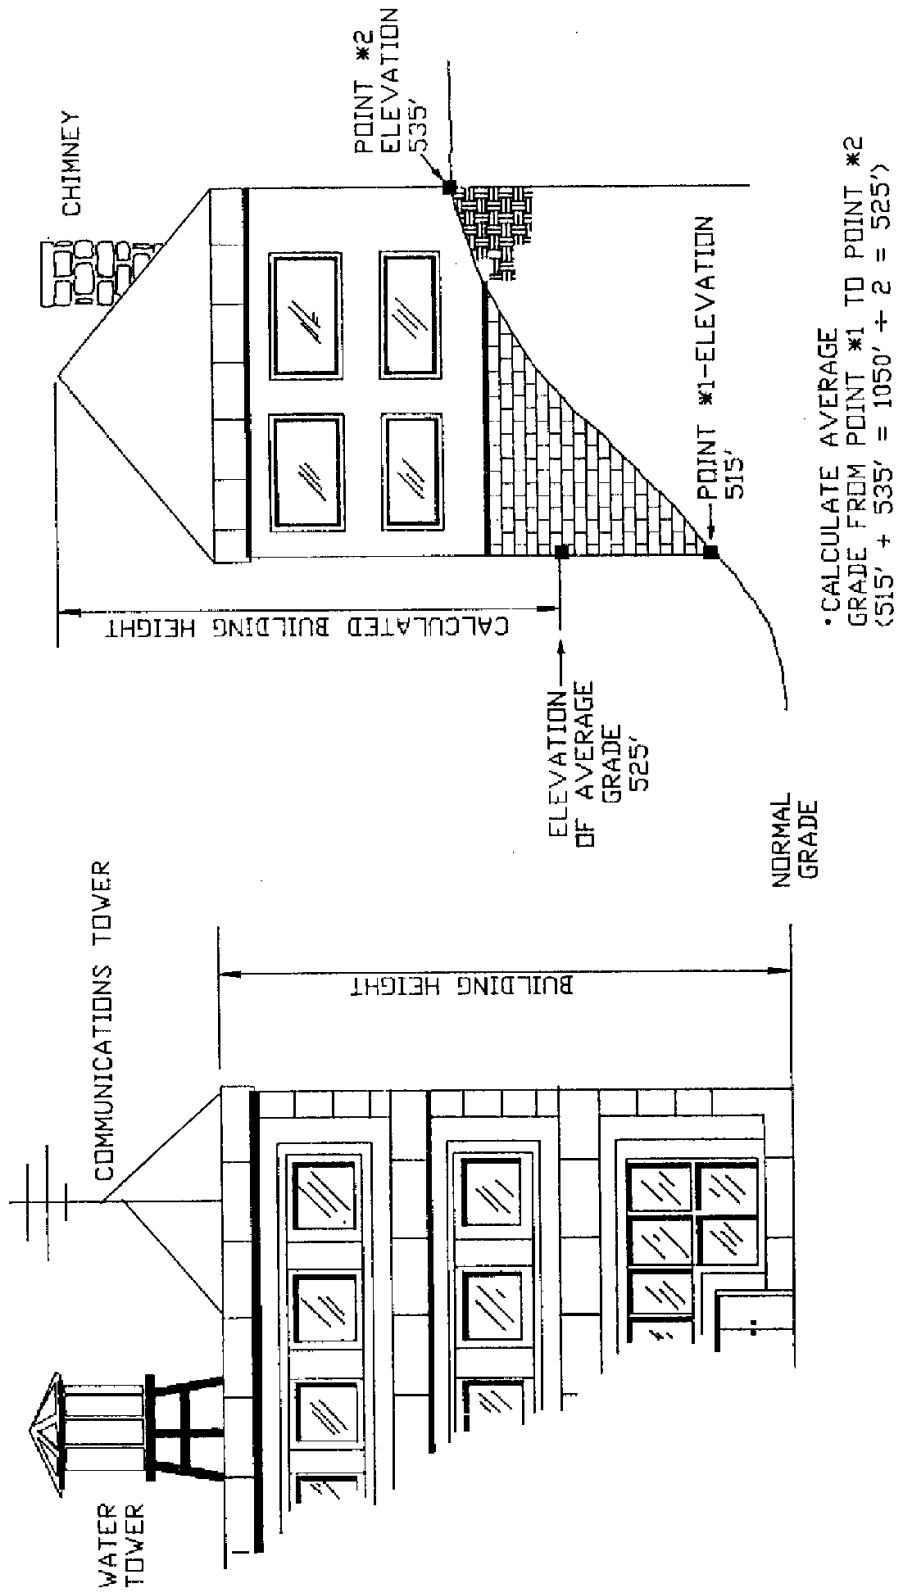 WATER
TOWER
COMMUNICATIONS TOWER
BUILDING HEIGHT
NORMAL
GRADE
CHIMNEY
POINT *2
ELEVATION
535'
CALCULATED BUILDING HEIGHT
ELEVATION
OF AVERAGE
GRADE
525'
POINT *1-ELEVATION
515'
•CALCULATE AVERAGE
GRADE FROM POINT *1 TO POINT *2
(515' + 535' = 1050' ÷ 2 = 525')